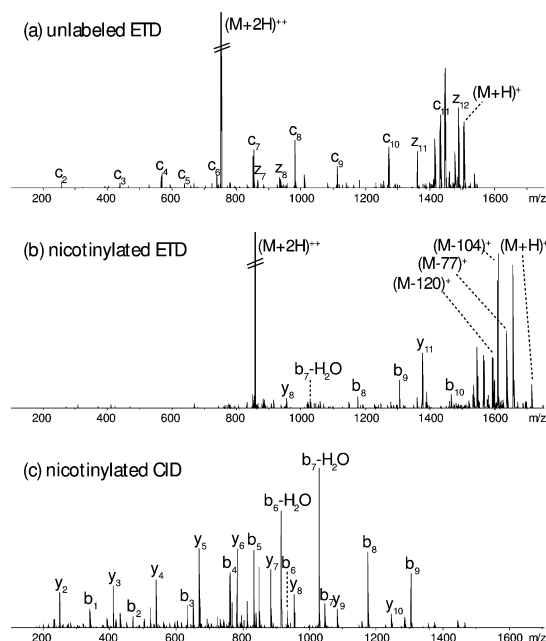 (a) unlabeled ETD
(M+2H)++
c2 c3 c4 c5 c6 c7 z7 z8 c8 c9 c10 z11 c11 z12 (M+H)+
200 400 600 800 1000 1200 1400 1600 m/z
(b) nicotinylated ETD
(M+2H)++
(M-104)+ (M+H)+
(M-77)+
(M-120)+
y8 b7-H2O b8 b9 y11 b10
200 400 600 800 1000 1200 1400 1600 m/z
(c) nicotinylated CID
b7-H2O
b6-H2O
y2 b1 y3 b2 y4 b3 y5 b4 y6 b5 y7 b6 y8 b7 y9 b8 y10 b9
200 400 600 800 1000 1200 1400 1600 m/z